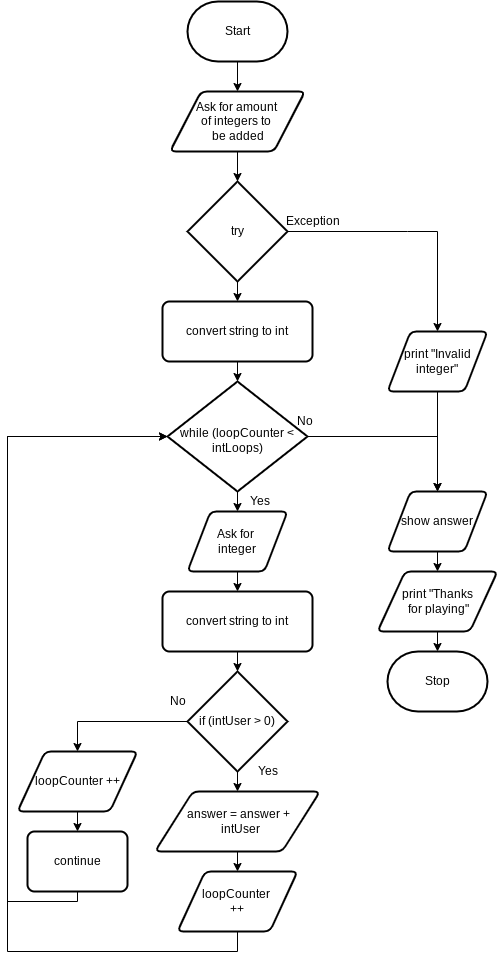 Start
Ask for amount
of integers to
be added
try
Exception
convert string to int
print "Invalid
integer"
while (loopCounter <
intLoops)
No
Yes
Ask for
integer
show answer
convert string to int
print "Thanks
for playing"
Stop
if (intUser > 0)
No
Yes
loopCounter ++
answer = answer +
intUser
continue
loopCounter
++